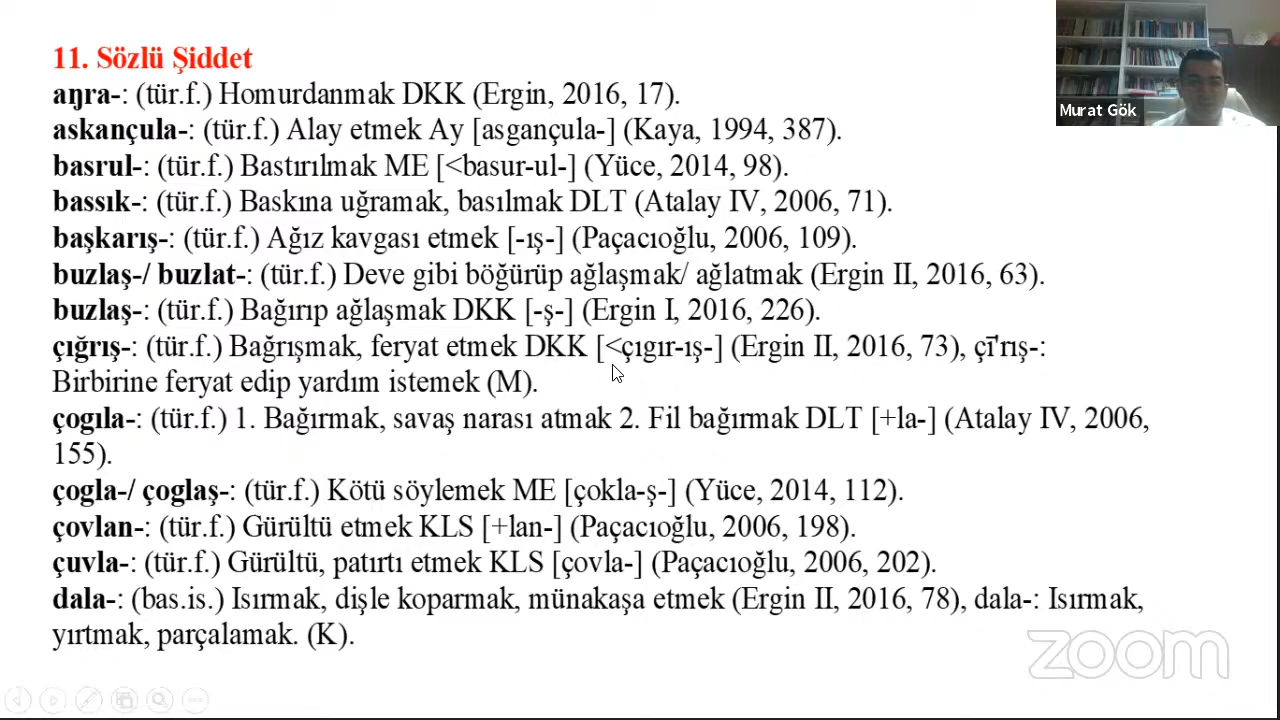 11. Sözlü Şiddet
aŋra-: (tür.f.) Homurdanmak DKK (Ergin, 2016, 17).
askançula-: (tür.f.) Alay etmek Ay [asgançula-] (Kaya, 1994, 387).
basrul-: (tür.f.) Bastırılmak ME [<basur-ul-] (Yüce, 2014, 98).
bassık-: (tür.f.) Baskına uğramak, basılmak DLT (Atalay IV, 2006, 71).
başkarış-: (tür.f.) Ağız kavgası etmek [-ış-] (Paçacıoğlu, 2006, 109).
buzlaş-/ buzlat-: (tür.f.) Deve gibi böğürüp ağlaşmak/ ağlatmak (Ergin II, 2016, 63).
buzlaş-: (tür.f.) Bağırıp ağlaşmak DKK [-ş-] (Ergin I, 2016, 226).
çığrış-: (tür.f.) Bağrışmak, feryat etmek DKK [<çıgır-ış-] (Ergin II, 2016, 73), çī'rış-:
Birbirine feryat edip yardım istemek (M).
çogıla-: (tür.f.) 1. Bağırmak, savaş narası atmak 2. Fil bağırmak DLT [+la-] (Atalay IV, 2006,
155).
çogla-/ çoglaş-: (tür.f.) Kötü söylemek ME [çokla-ş-] (Yüce, 2014, 112).
çovlan-: (tür.f.) Gürültü etmek KLS [+lan-] (Paçacıoğlu, 2006, 198).
çuvla-: (tür.f.) Gürültü, patırtı etmek KLS [çovla-] (Paçacıoğlu, 2006, 202).
dala-: (bas.is.) Isırmak, dişle koparmak, münakaşa etmek (Ergin II, 2016, 78), dala-: Isırmak,
yırtmak, parçalamak. (K).
Murat Gök
zoom